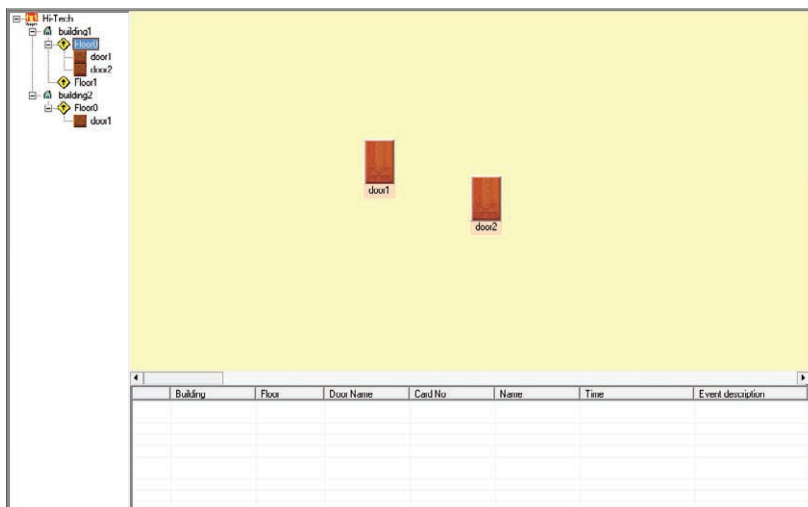 Hi-Tech
building1
Floor0
door1
door2
Floor1
building2
Floor0
door1
door1
door2
Building Floor Door Name Card No Name Time Event description